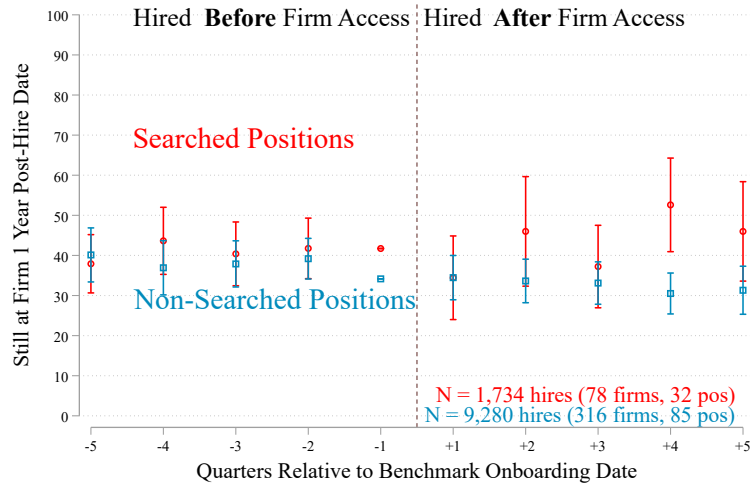 Hired Before Firm Access
Hired After Firm Access
100
90
80
70
60
50
40
30
20
10
0
Still at Firm 1 Year Post-Hire Date
Searched Positions
Non-Searched Positions
N = 1,734 hires (78 firms, 32 pos)
N = 9,280 hires (316 firms, 85 pos)
-5 -4 -3 -2 -1 +1 +2 +3 +4 +5
Quarters Relative to Benchmark Onboarding Date